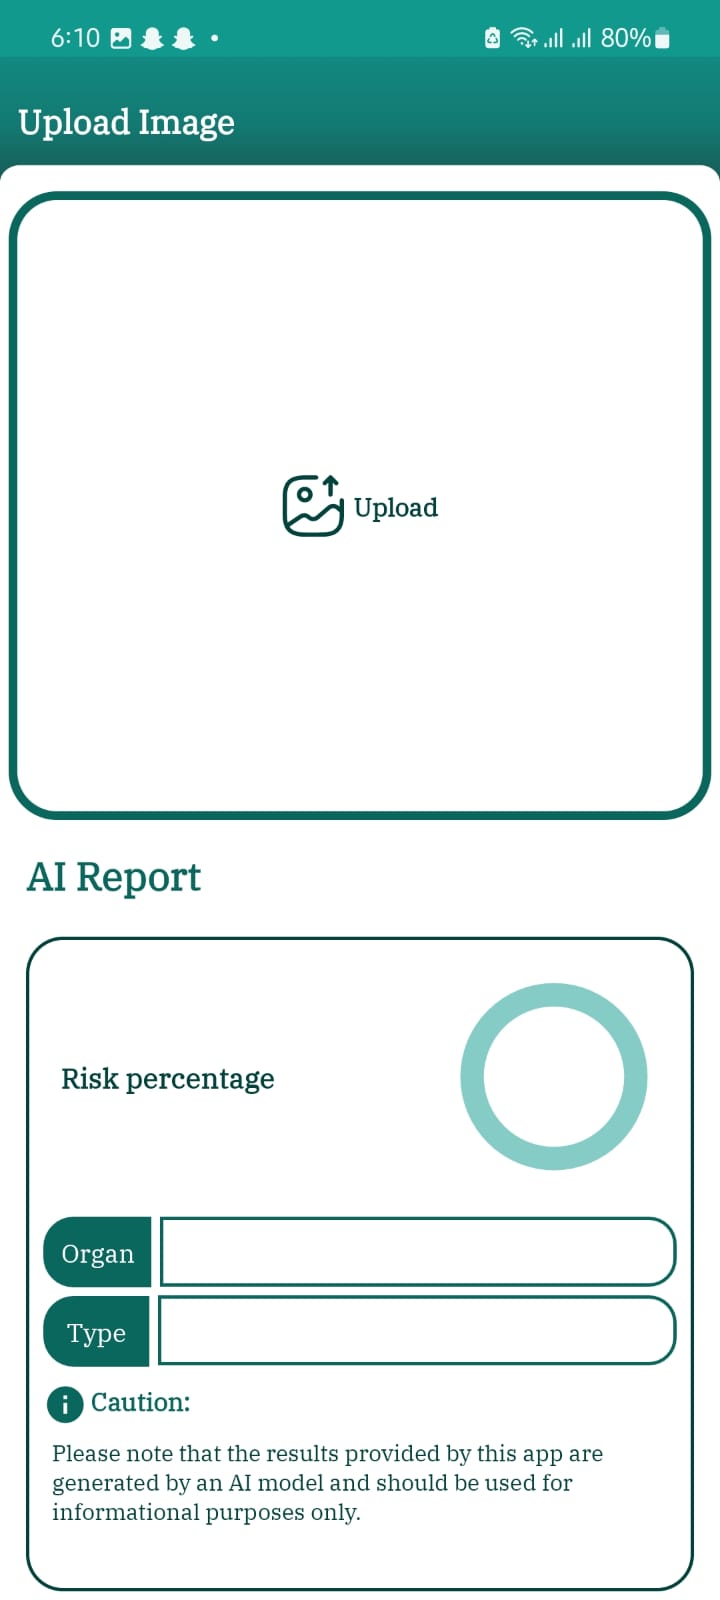 6:10 80%
Upload Image
Upload
AI Report
Risk percentage
Organ
Type
Caution:
Please note that the results provided by this app are
generated by an AI model and should be used for
informational purposes only.